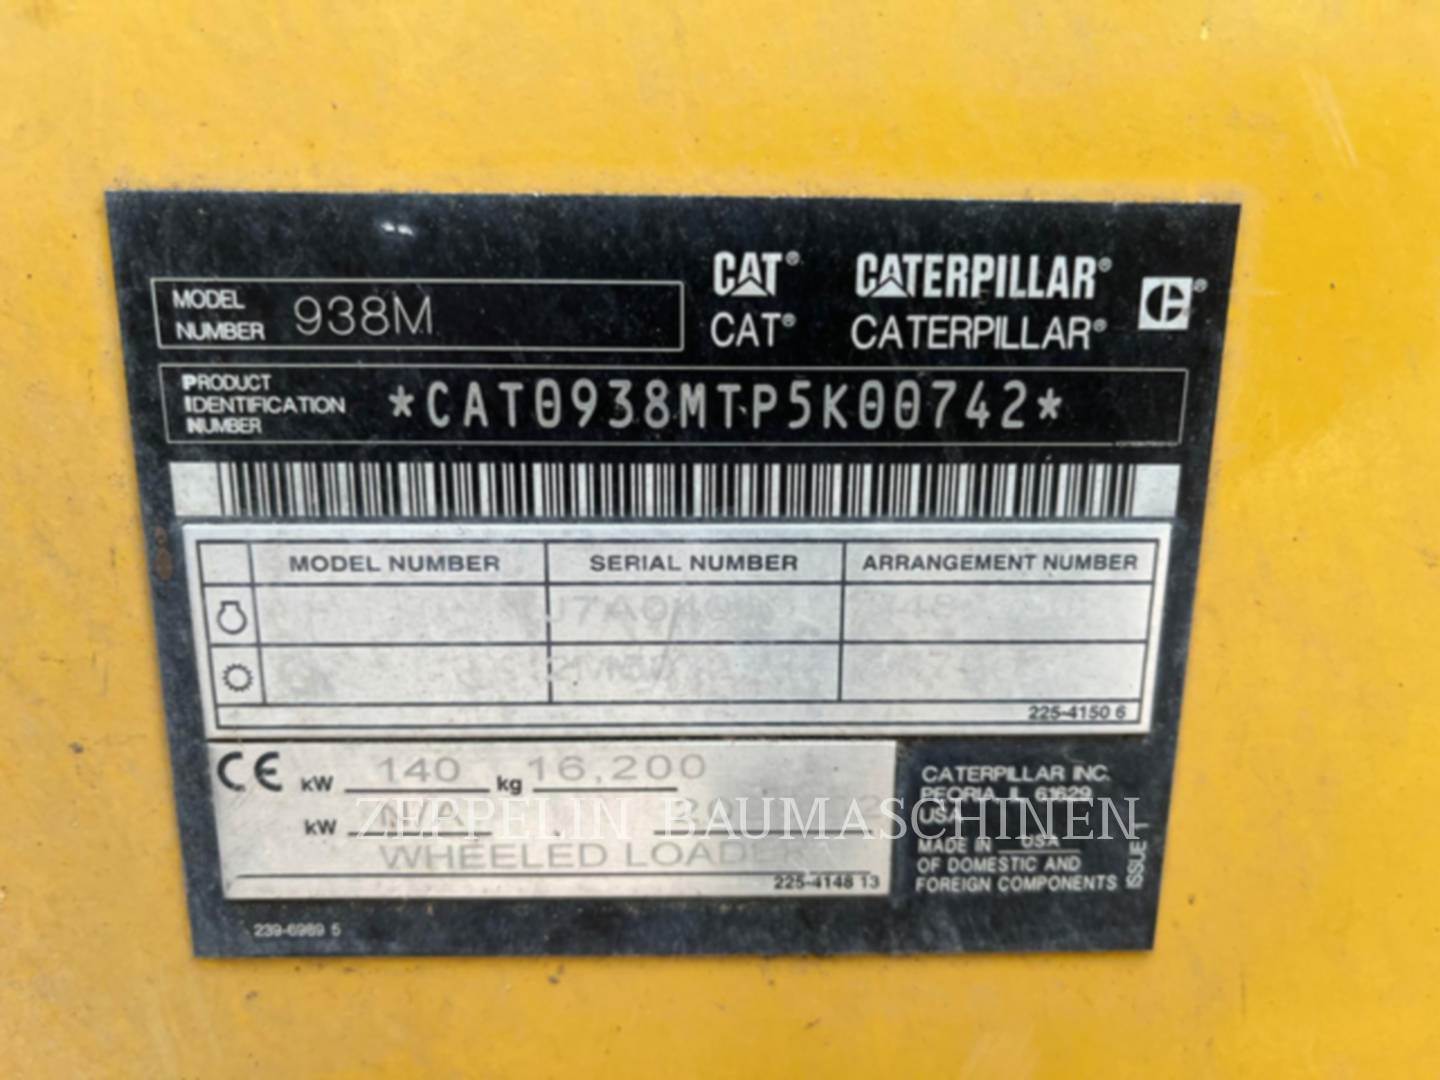 CAT® CATERPILLAR®
MODEL NUMBER 938M
CAT® CATERPILLAR®
PRODUCT IDENTIFICATION NUMBER *CAT0938MTP5K00742*
MODEL NUMBER SERIAL NUMBER ARRANGEMENT NUMBER
225-4150 6
CE kW 140 kg 16,200
kW N/A
ZEPPELIN BAUMASCHINEN
WHEELED LOADER
225-4148 13
CATERPILLAR INC.
PEORIA IL 61629
USA
MADE IN USA
OF DOMESTIC AND
FOREIGN COMPONENTS
ISSUE 1
239-6969 5